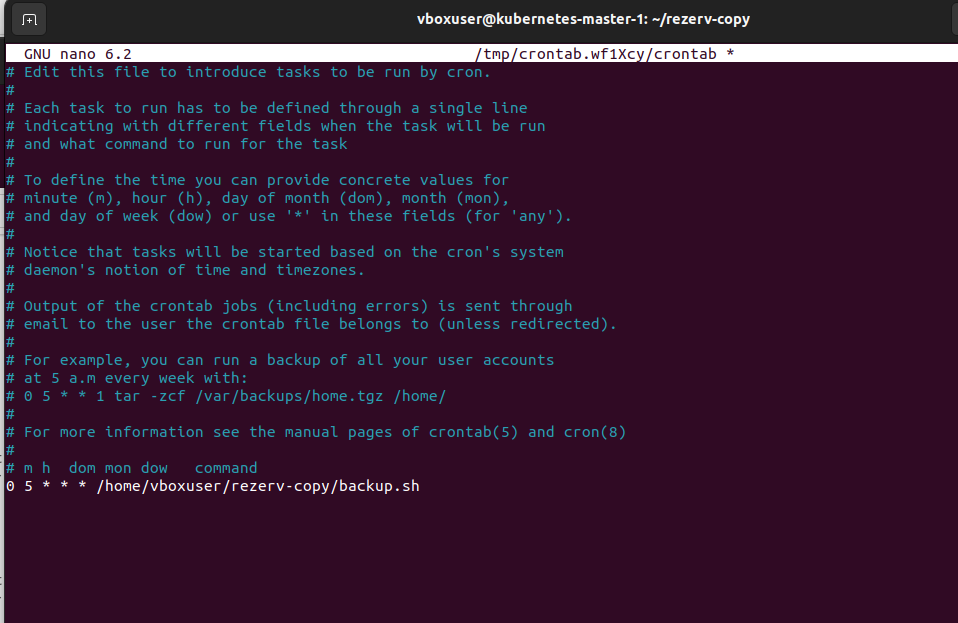 vboxuser@kubernetes-master-1: ~/rezerv-copy
GNU nano 6.2 /tmp/crontab.wf1Xcy/crontab *
# Edit this file to introduce tasks to be run by cron.
#
# Each task to run has to be defined through a single line
# indicating with different fields when the task will be run
# and what command to run for the task
#
# To define the time you can provide concrete values for
# minute (m), hour (h), day of month (dom), month (mon),
# and day of week (dow) or use '*' in these fields (for 'any').
#
# Notice that tasks will be started based on the cron's system
# daemon's notion of time and timezones.
#
# Output of the crontab jobs (including errors) is sent through
# email to the user the crontab file belongs to (unless redirected).
#
# For example, you can run a backup of all your user accounts
# at 5 a.m every week with:
# 0 5 * * 1 tar -zcf /var/backups/home.tgz /home/
#
# For more information see the manual pages of crontab(5) and cron(8)
#
# m h  dom mon dow   command
0 5 * * * /home/vboxuser/rezerv-copy/backup.sh